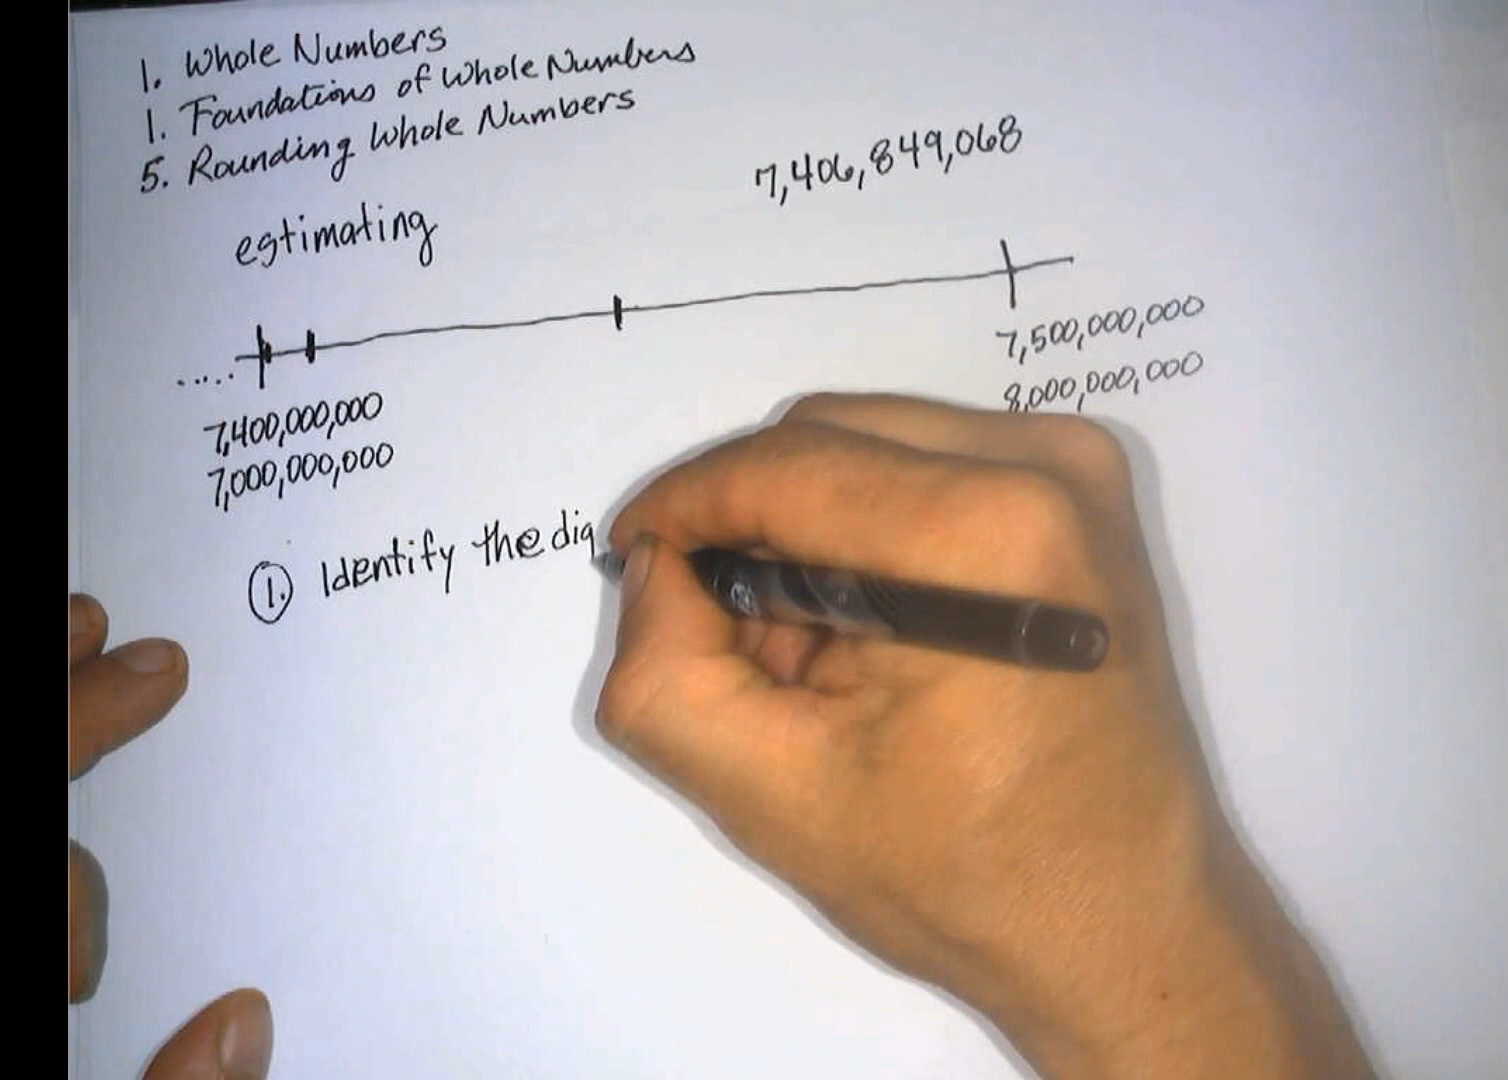 1. Whole Numbers
1. Foundations of Whole Numbers
5. Rounding Whole Numbers
7,406,849,068
estimating
.....
7,400,000,000
7,000,000,000
7,500,000,000
8,000,000,000
1. Identify the dig